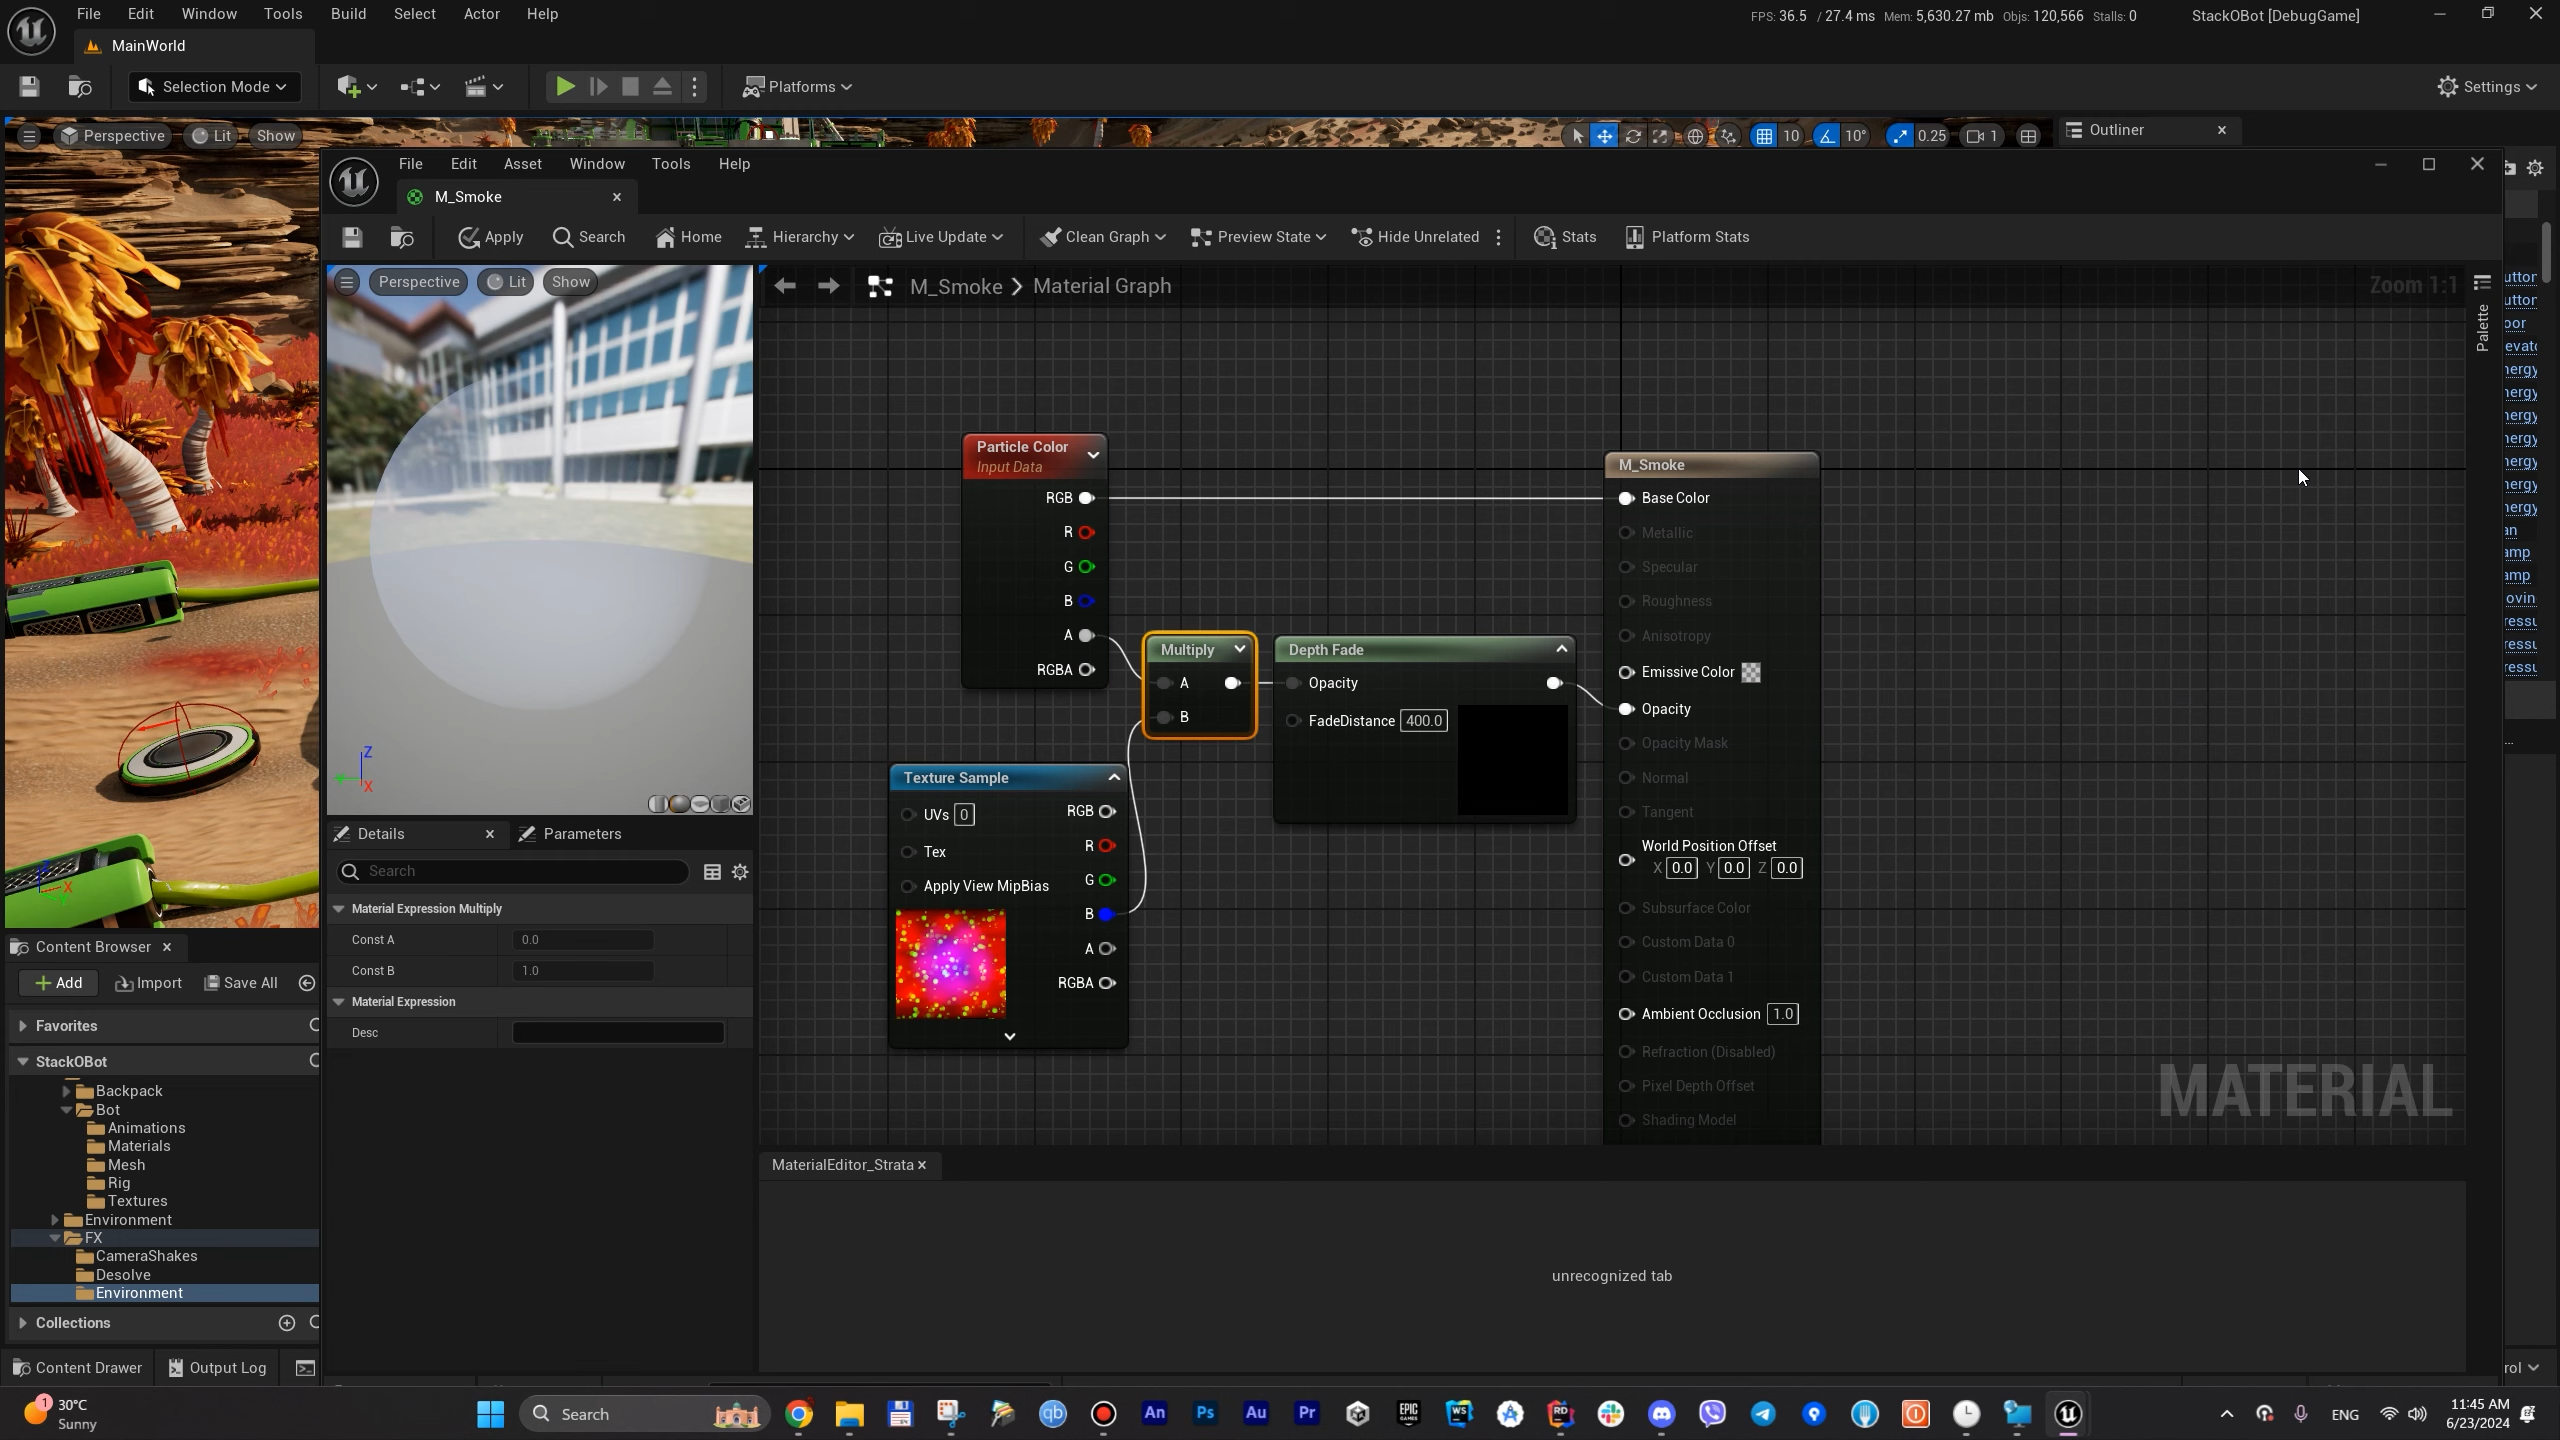 File Edit Window Tools Build Select Actor Help
FPS: 36.5 / 27.4 ms Mem: 5,630.27 mb Objs: 120,566 Stalls: 0
StackOBot [DebugGame]
MainWorld
Selection Mode
Platforms
Settings
Perspective Lit Show
10 10° 0.25 1
Outliner
File Edit Asset Window Tools Help
M_Smoke
Apply Search Home Hierarchy Live Update Clean Graph Preview State Hide Unrelated Stats Platform Stats
Perspective Lit Show
M_Smoke > Material Graph
Zoom 1:1
Palette
Particle Color
Input Data
RGB
R
G
B
A
RGBA
Multiply
A
B
Depth Fade
Opacity
FadeDistance 400.0
Texture Sample
UVs 0
Tex
Apply View MipBias
RGB
R
G
B
A
RGBA
M_Smoke
Base Color
Metallic
Specular
Roughness
Anisotropy
Emissive Color
Opacity
Opacity Mask
Normal
Tangent
World Position Offset
X 0.0 Y 0.0 Z 0.0
Subsurface Color
Custom Data 0
Custom Data 1
Ambient Occlusion 1.0
Refraction (Disabled)
Pixel Depth Offset
Shading Model
MATERIAL
Z
X
Details Parameters
Search
Material Expression Multiply
Const A 0.0
Const B 1.0
Material Expression
Desc
MaterialEditor_Strata
unrecognized tab
Content Browser
Add Import Save All
Favorites
StackOBot
Backpack
Bot
Animations
Materials
Mesh
Rig
Textures
Environment
FX
CameraShakes
Desolve
Environment
Collections
Content Drawer Output Log
1
30°C
Sunny
Search
qb
An
Ps
Au
Pr
EPIC GAMES
WS
RD
ENG
11:45 AM
6/23/2024